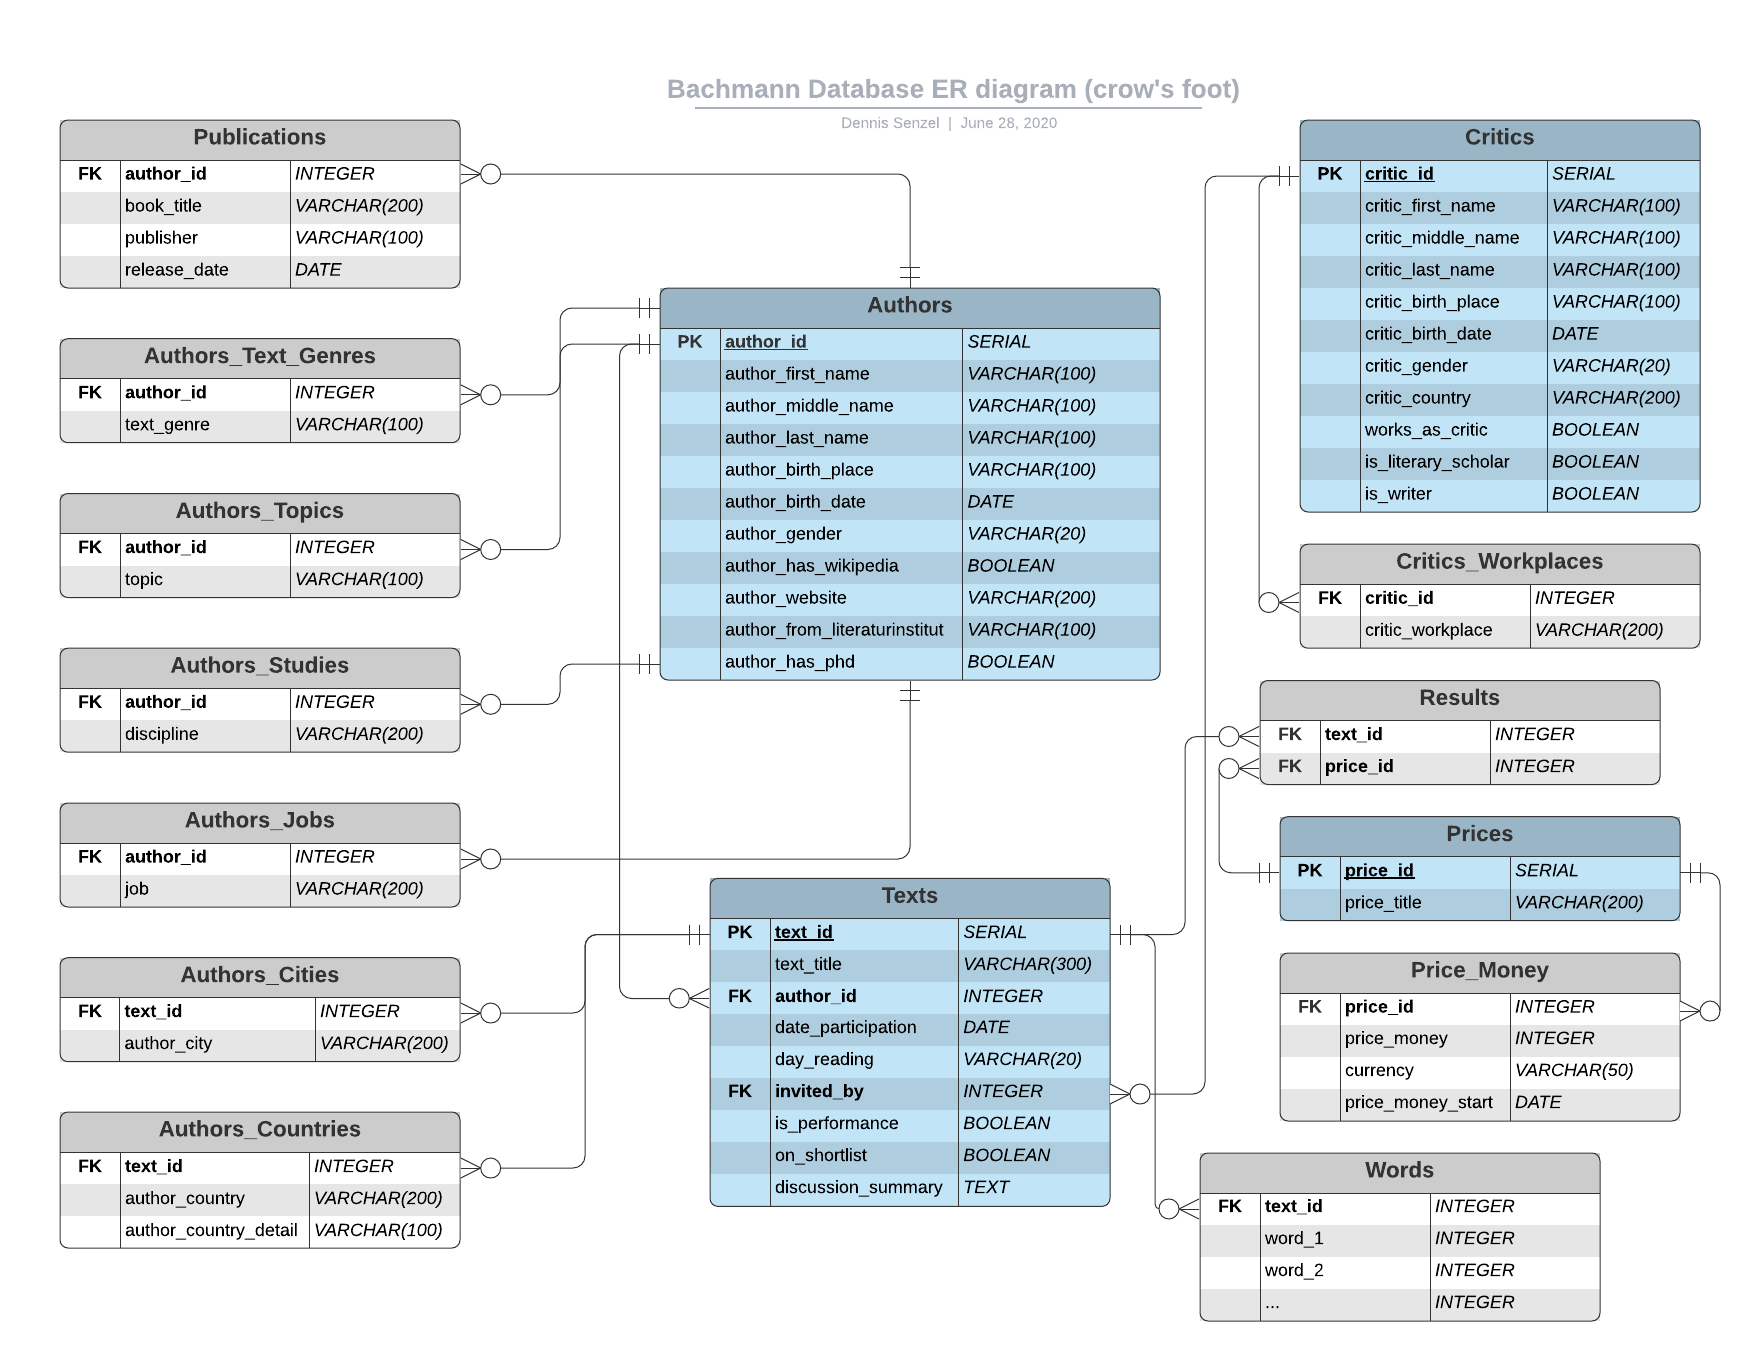 Bachmann Database ER diagram (crow's foot)
Dennis Senzel | June 28, 2020
Publications
FK author_id INTEGER
book_title VARCHAR(200)
publisher VARCHAR(100)
release_date DATE
Authors_Text_Genres
FK author_id INTEGER
text_genre VARCHAR(100)
Authors_Topics
FK author_id INTEGER
topic VARCHAR(100)
Authors_Studies
FK author_id INTEGER
discipline VARCHAR(200)
Authors_Jobs
FK author_id INTEGER
job VARCHAR(200)
Authors_Cities
FK text_id INTEGER
author_city VARCHAR(200)
Authors_Countries
FK text_id INTEGER
author_country VARCHAR(200)
author_country_detail VARCHAR(100)
Authors
PK author_id SERIAL
author_first_name VARCHAR(100)
author_middle_name VARCHAR(100)
author_last_name VARCHAR(100)
author_birth_place VARCHAR(100)
author_birth_date DATE
author_gender VARCHAR(20)
author_has_wikipedia BOOLEAN
author_website VARCHAR(200)
author_from_literaturinstitut VARCHAR(100)
author_has_phd BOOLEAN
Texts
PK text_id SERIAL
text_title VARCHAR(300)
FK author_id INTEGER
date_participation DATE
day_reading VARCHAR(20)
FK invited_by INTEGER
is_performance BOOLEAN
on_shortlist BOOLEAN
discussion_summary TEXT
Critics
PK critic_id SERIAL
critic_first_name VARCHAR(100)
critic_middle_name VARCHAR(100)
critic_last_name VARCHAR(100)
critic_birth_place VARCHAR(100)
critic_birth_date DATE
critic_gender VARCHAR(20)
critic_country VARCHAR(200)
works_as_critic BOOLEAN
is_literary_scholar BOOLEAN
is_writer BOOLEAN
Critics_Workplaces
FK critic_id INTEGER
critic_workplace VARCHAR(200)
Results
FK text_id INTEGER
FK price_id INTEGER
Prices
PK price_id SERIAL
price_title VARCHAR(200)
Price_Money
FK price_id INTEGER
price_money INTEGER
currency VARCHAR(50)
price_money_start DATE
Words
FK text_id INTEGER
word_1 INTEGER
word_2 INTEGER
... INTEGER